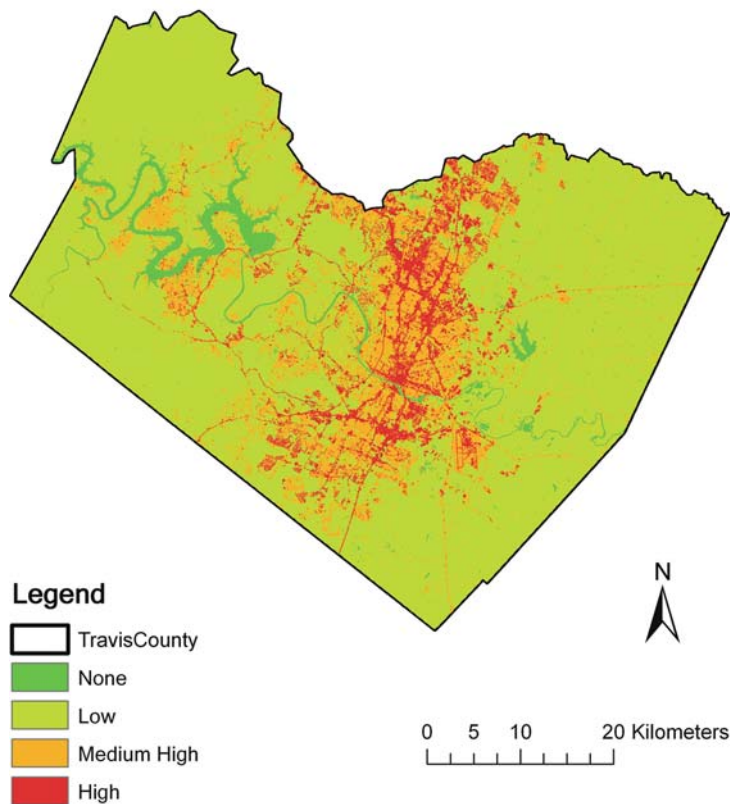 Legend
TravisCounty
None
Low
Medium High
High
N
0 5 10 20 Kilometers